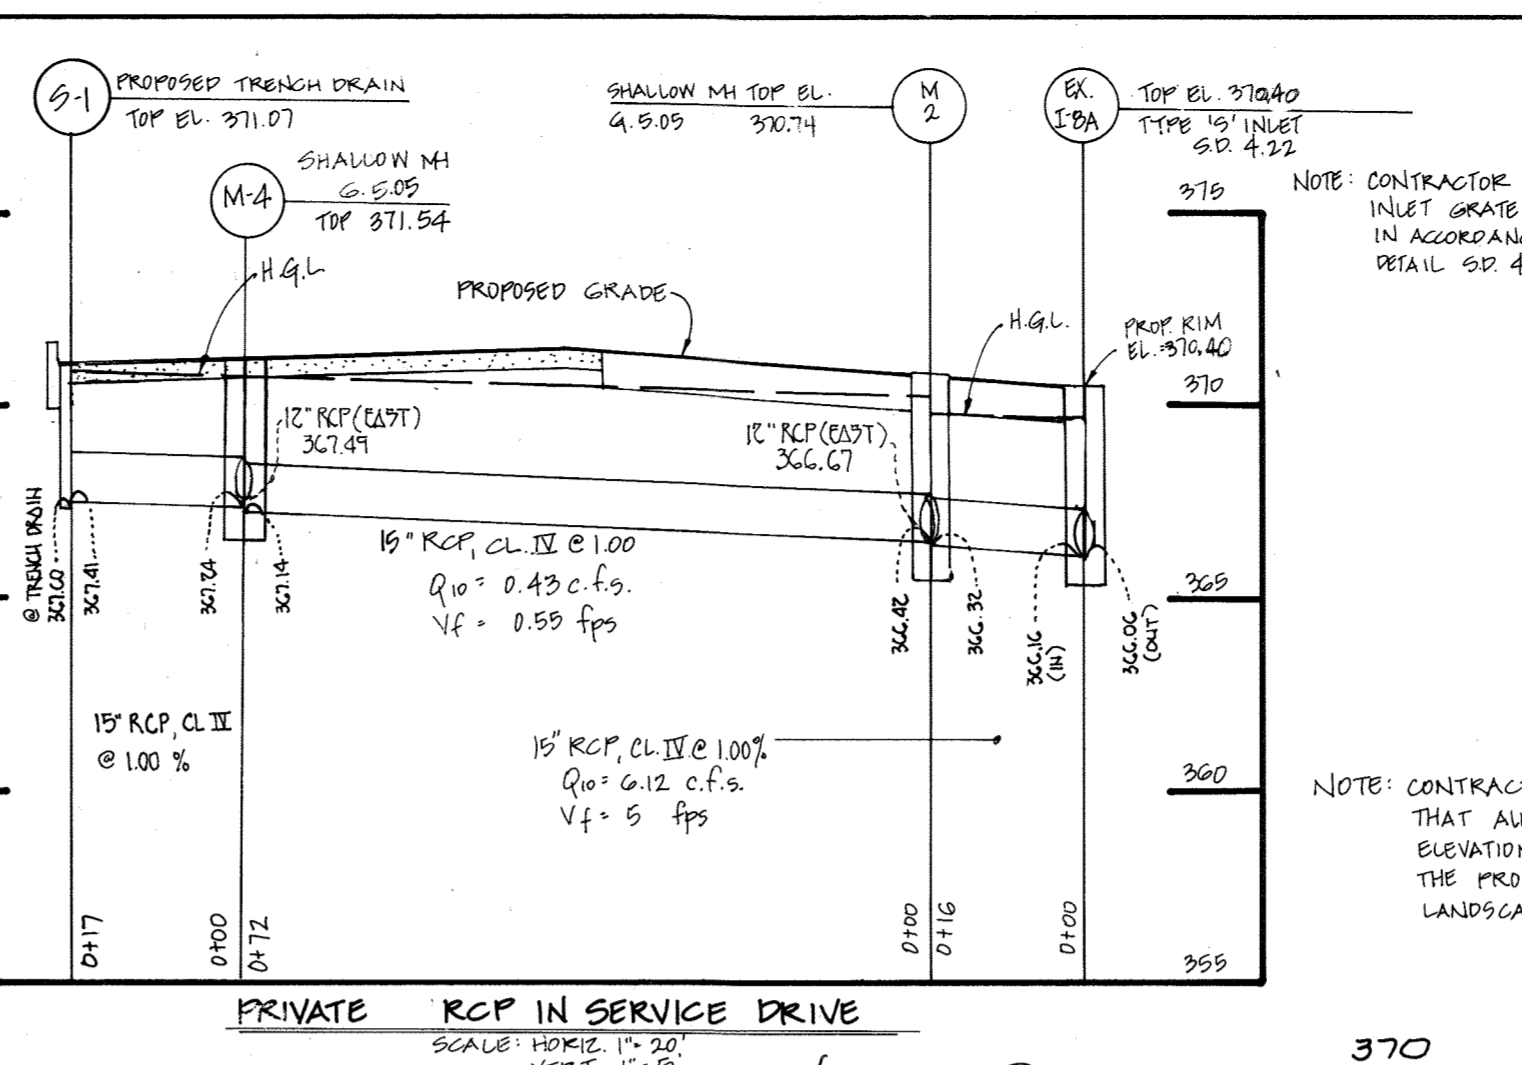 S-1
PROPOSED TRENCH DRAIN
TOP EL. 371.07
SHALLOW MH TOP EL.
G.5.05 370.74
M
2
EX.
I-8A
TOP EL. 370.40
TYPE 'S' INLET
S.D. 4.22
M-4
SHALLOW MH
G.5.05
TOP 371.54
375
NOTE: CONTRACTOR
INLET GRATE
IN ACCORDANC
DETAIL S.D. 4
H.G.L
PROPOSED GRADE
H.G.L.
PROP. RIM
EL.=370.40
370
12" RCP (EAST)
367.49
12" RCP (EAST)
366.67
@ TRENCH DRAIN
367.60
367.41
367.24
367.14
15" RCP, CL. IV @ 1.00
Q10 = 0.43 c.f.s.
Vf = 0.55 fps
366.42
366.32
366.16
(IN)
366.06
(OUT)
365
15" RCP, CL IV
@ 1.00 %
15" RCP, CL. IV @ 1.00%
Q10 = 6.12 c.f.s.
Vf = 5 fps
360
NOTE: CONTRAC
THAT ALL
ELEVATION
THE PRO
LANDSCA
0+17
0+00
0+72
0+00
0+16
0+00
355
PRIVATE RCP IN SERVICE DRIVE
SCALE: HORIZ. 1"= 20'
VERT. 1"= 5'
370